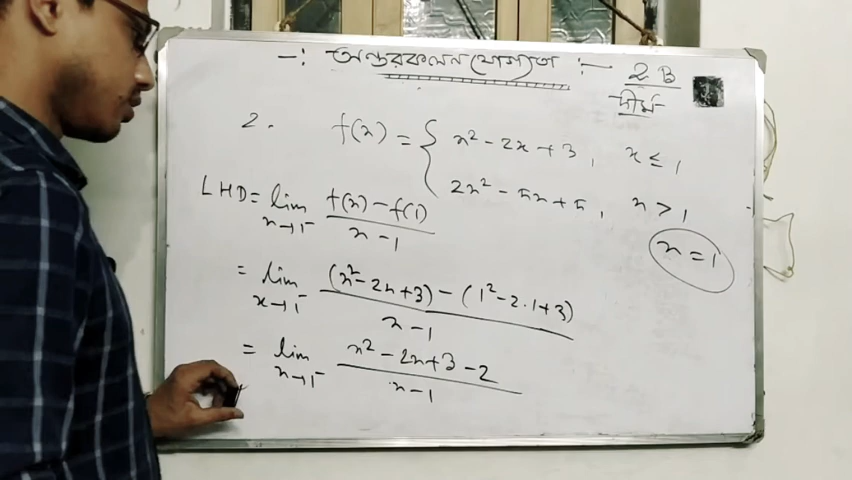 -: অন্তরকলন যোগ্যতা :-
2B
দীর্ঘ
2. f(x) = { x² - 2x + 3, x ≤ 1
2x² - 5x + 5, x > 1
x = 1
LHD = lim x→1⁻ f(x) - f(1) / x - 1
= lim x→1⁻ (x² - 2x + 3) - (1² - 2.1 + 3) / x - 1
= lim x→1⁻ x² - 2x + 3 - 2 / x - 1